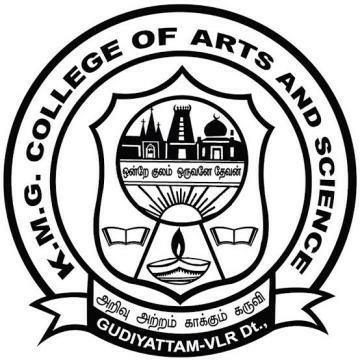 K.M.G. COLLEGE OF ARTS AND SCIENCE
ஒன்றே குலம் ஒருவனே தேவன்
அறிவு அற்றம் காக்கும் கருவி
GUDIYATTAM-VLR Dt.,